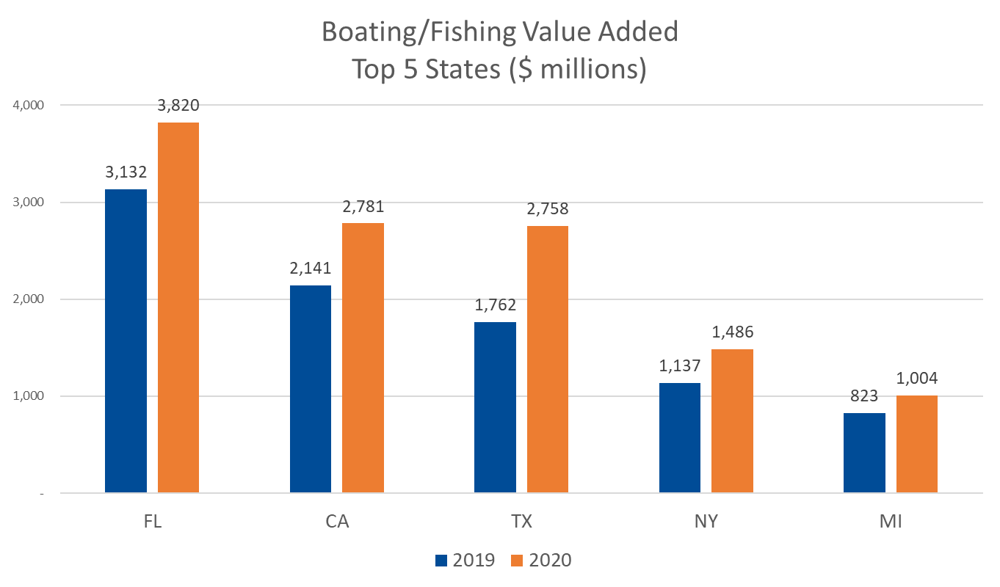 Boating/Fishing Value Added
Top 5 States ($ millions)
4,000
3,000
2,000
1,000
-
3,132
3,820
2,141
2,781
1,762
2,758
1,137
1,486
823
1,004
FL
CA
TX
NY
MI
2019
2020